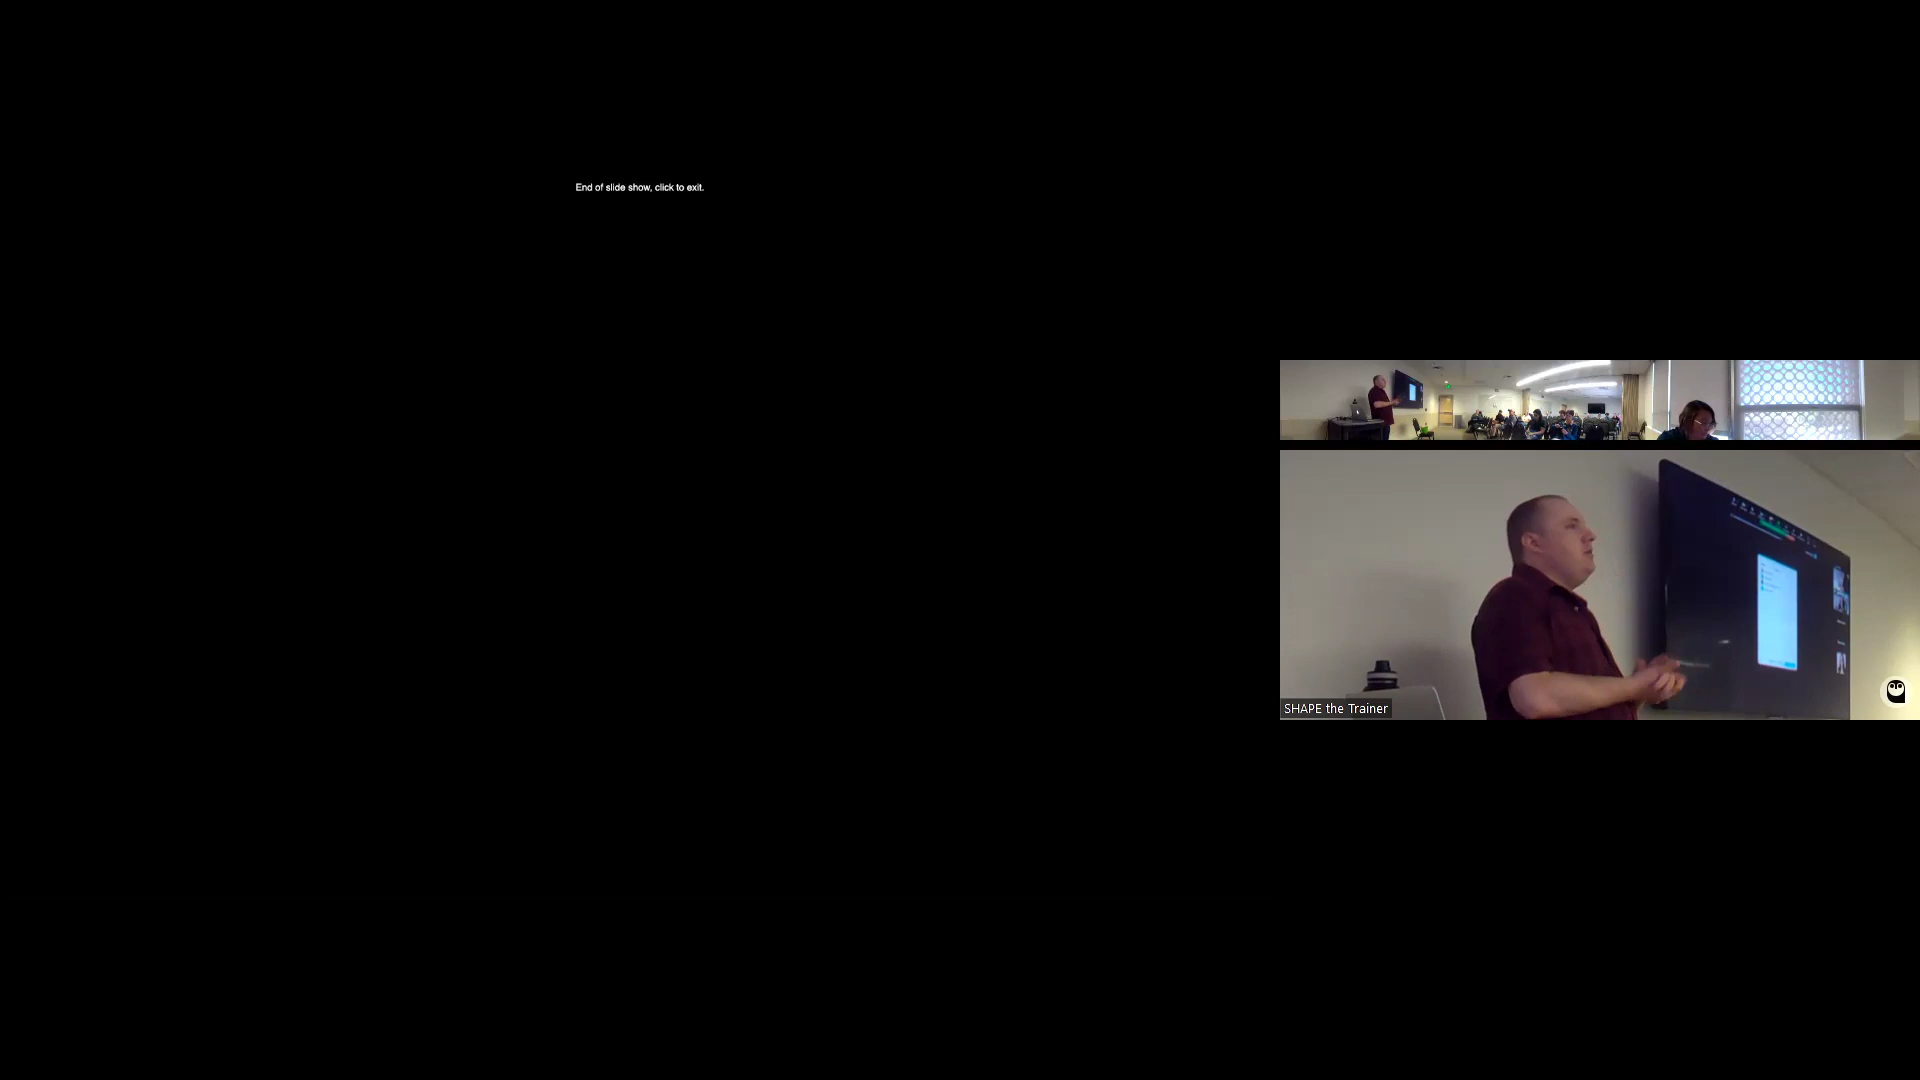 End of slide show, click to exit.
SHAPE the Trainer